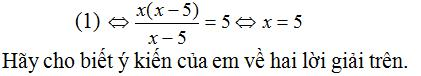 (1) ⇔ x(x−5)/(x−5) = 5 ⇔ x = 5
Hãy cho biết ý kiến của em về hai lời giải trên.